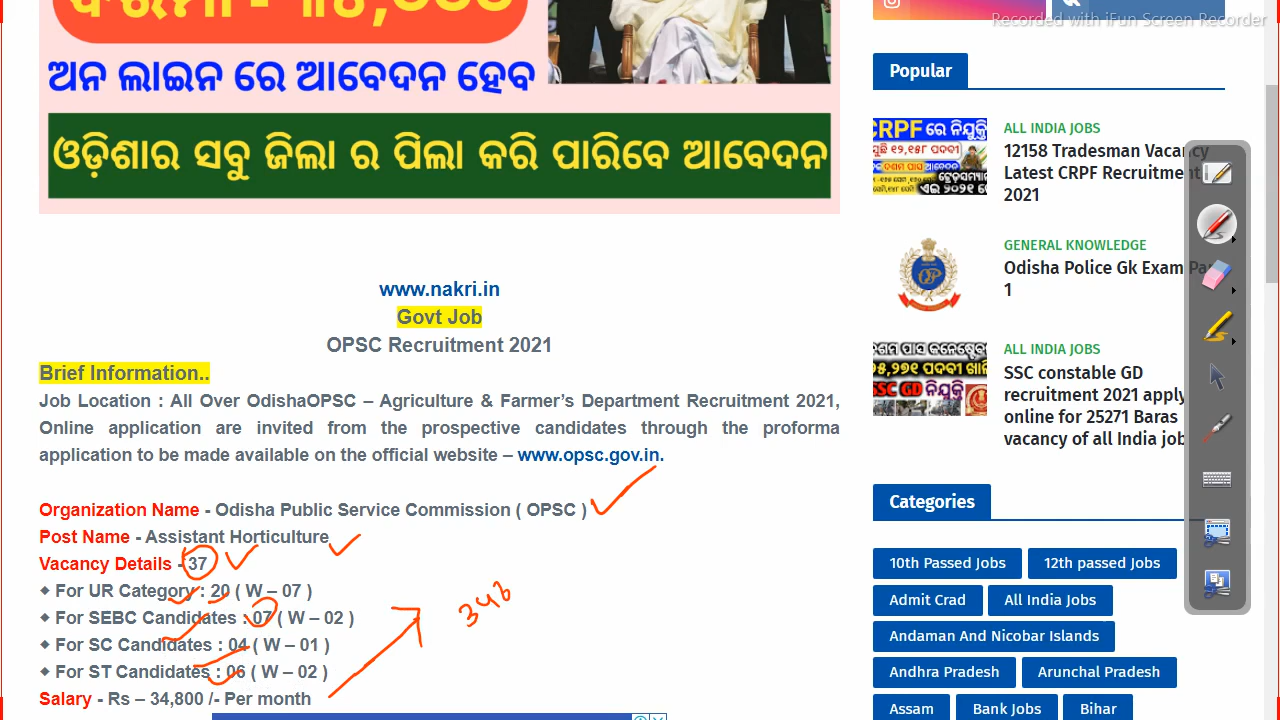 ଅନ ଲାଇନ ରେ ଆବେଦନ ହେବ
ଓଡ଼ିଶାର ସବୁ ଜିଲା ର ପିଲା କରି ପାରିବେ ଆବେଦନ
www.nakri.in
Govt Job
OPSC Recruitment 2021
Brief Information..
Job Location : All Over OdishaOPSC – Agriculture & Farmer's Department Recruitment 2021,
Online application are invited from the prospective candidates through the proforma
application to be made available on the official website – www.opsc.gov.in.
Organization Name - Odisha Public Service Commission ( OPSC )
Post Name - Assistant Horticulture
Vacancy Details - 37
◆ For UR Category : 20 ( W – 07 )
◆ For SEBC Candidates : 07 ( W – 02 )
◆ For SC Candidates : 04 ( W – 01 )
◆ For ST Candidates : 06 ( W – 02 )
Salary - Rs – 34,800 /- Per month
Recorded with iFun Screen Recorder
Popular
CRPF ରେ ନିଯୁକ୍ତି
ALL INDIA JOBS
12158 Tradesman Vacancy
Latest CRPF Recruitment
2021
GENERAL KNOWLEDGE
Odisha Police Gk Exam
1
SSC GD ନିଯୁକ୍ତି
ALL INDIA JOBS
SSC constable GD
recruitment 2021 apply
online for 25271 Baras
vacancy of all India job
Categories
10th Passed Jobs
12th passed Jobs
Admit Crad
All India Jobs
Andaman And Nicobar Islands
Andhra Pradesh
Arunachal Pradesh
Assam
Bank Jobs
Bihar